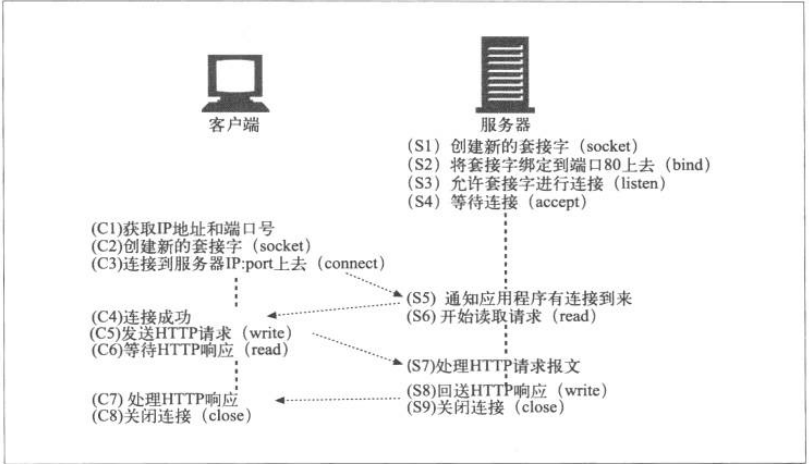 客户端
服务器
(S1) 创建新的套接字 (socket)
(S2) 将套接字绑定到端口80上去 (bind)
(S3) 允许套接字进行连接 (listen)
(S4) 等待连接 (accept)
(C1)获取IP地址和端口号
(C2)创建新的套接字 (socket)
(C3)连接到服务器IP:port上去 (connect)
(S5) 通知应用程序有连接到来
(S6) 开始读取请求 (read)
(C4)连接成功
(C5)发送HTTP请求 (write)
(C6)等待HTTP响应 (read)
(S7)处理HTTP请求报文
(S8)回送HTTP响应 (write)
(S9)关闭连接 (close)
(C7) 处理HTTP响应
(C8)关闭连接 (close)